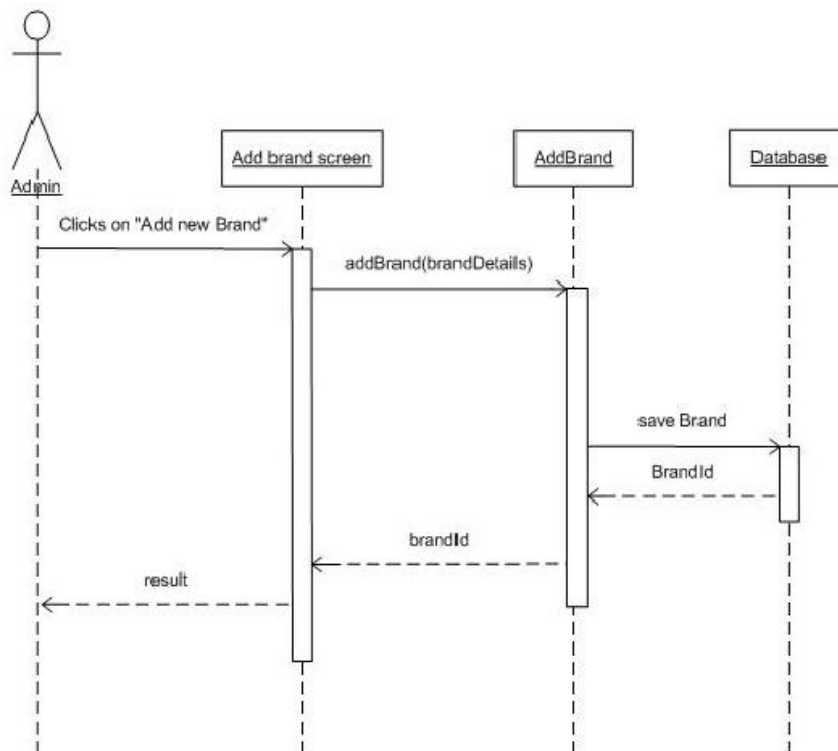 Admin
Add brand screen
AddBrand
Database
Clicks on "Add new Brand"
addBrand(brandDetails)
save Brand
BrandId
brandId
result